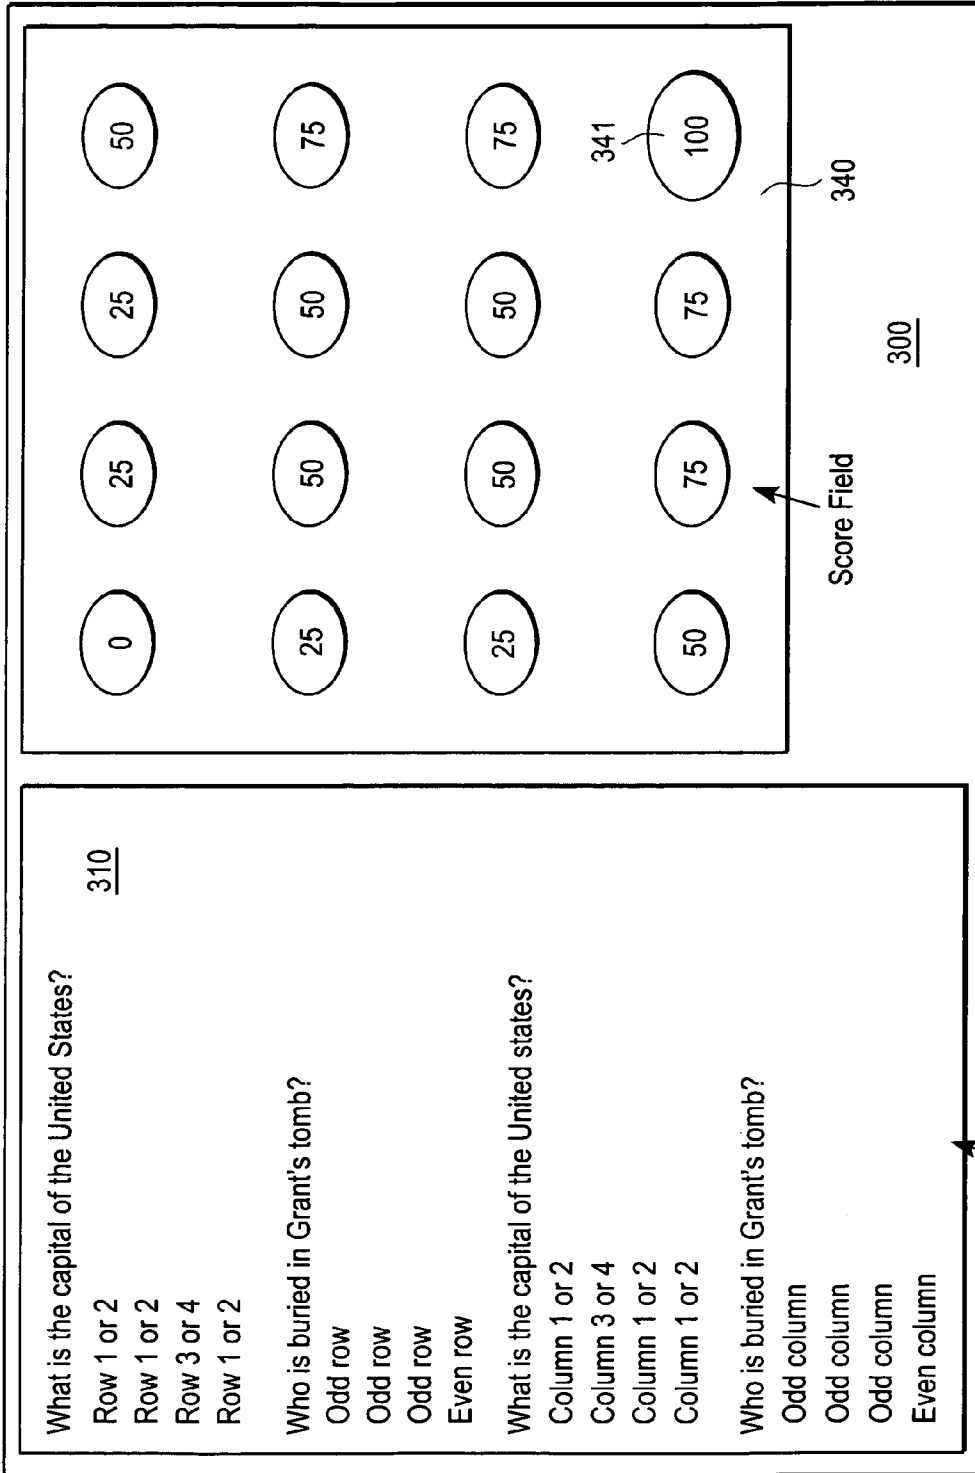 What is the capital of the United States?
Row 1 or 2
Row 1 or 2
Row 3 or 4
Row 1 or 2
310
Who is buried in Grant's tomb?
Odd row
Odd row
Odd row
Even row
What is the capital of the United states?
Column 1 or 2
Column 3 or 4
Column 1 or 2
Column 1 or 2
Who is buried in Grant's tomb?
Odd column
Odd column
Odd column
Even column
0 25 25 50
25 50 50 75
25 50 50 75
341
50 75 75 100
Score Field
340
300